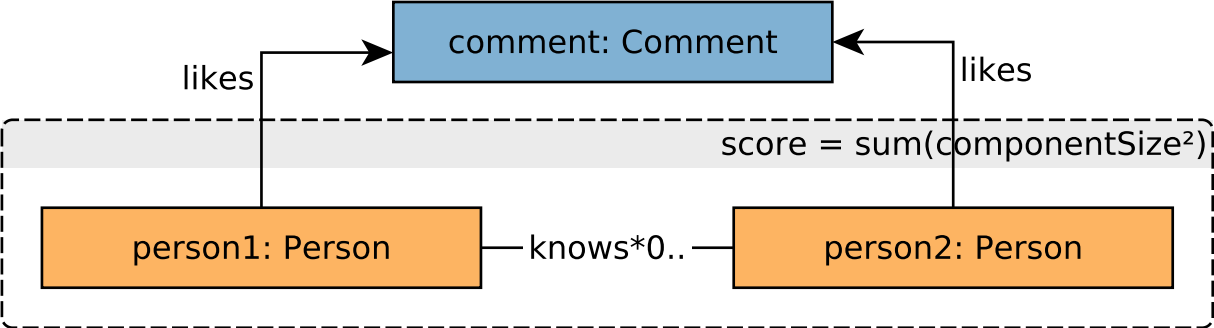 comment: Comment
likes
likes
score = sum(componentSize²)
person1: Person
knows*0..
person2: Person